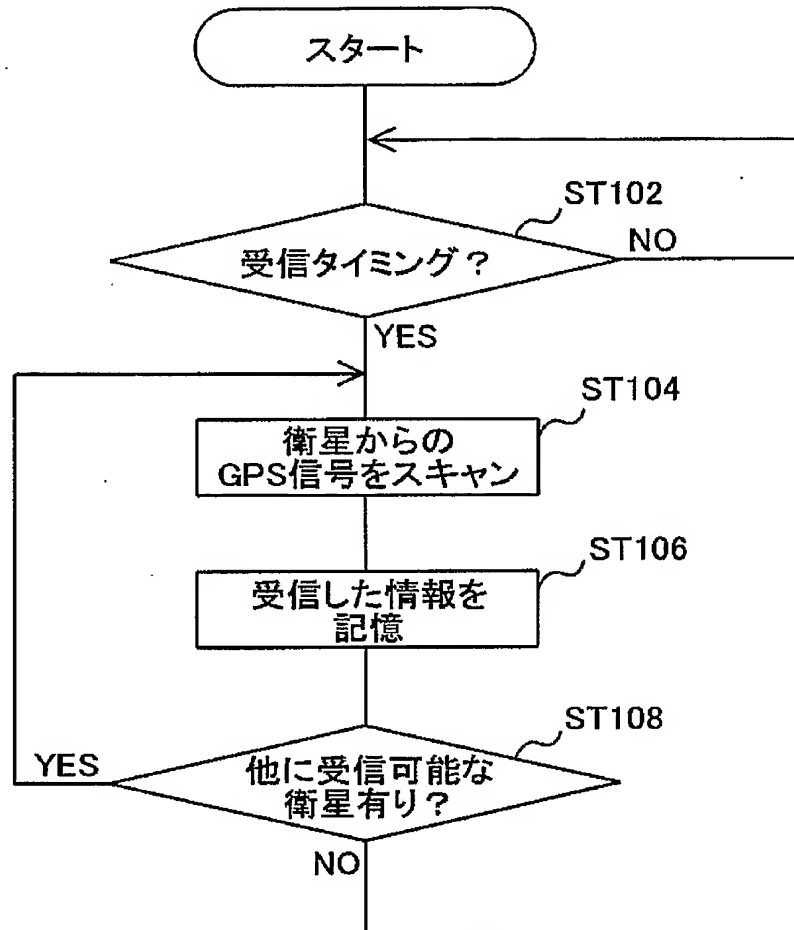 スタート
ST102
受信タイミング？
NO
YES
ST104
衛星からの
GPS信号をスキャン
ST106
受信した情報を
記憶
ST108
YES
他に受信可能な
衛星有り？
NO